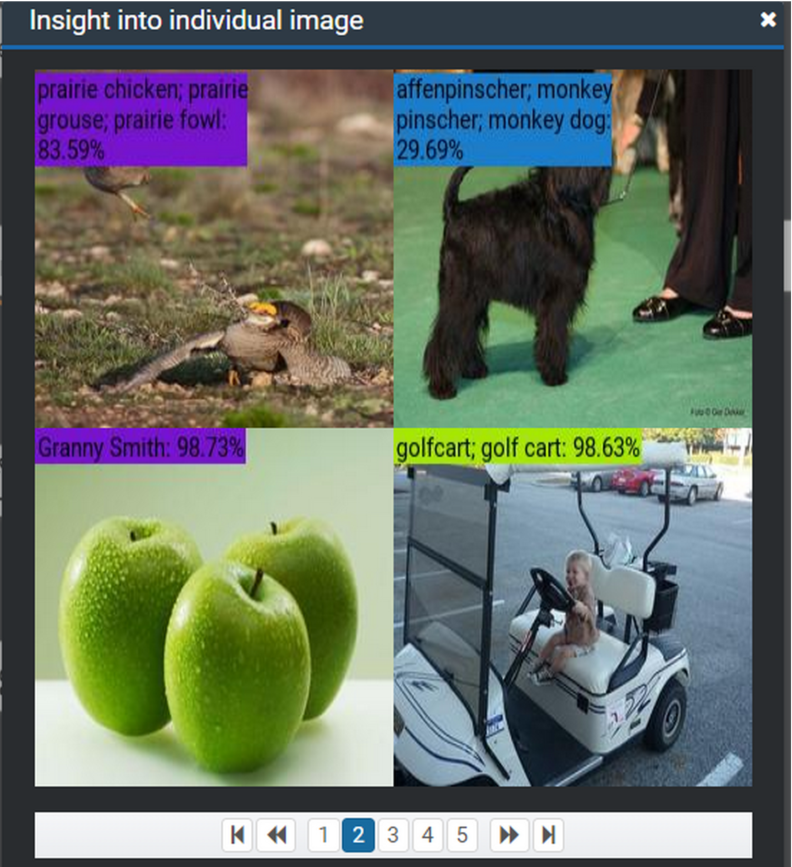 Insight into individual image
prairie chicken; prairie
grouse; prairie fowl:
83.59%
affenpinscher; monkey
pinscher; monkey dog:
29.69%
Foto © Ger Dekker
Granny Smith: 98.73%
golfcart; golf cart: 98.63%
1 2 3 4 5